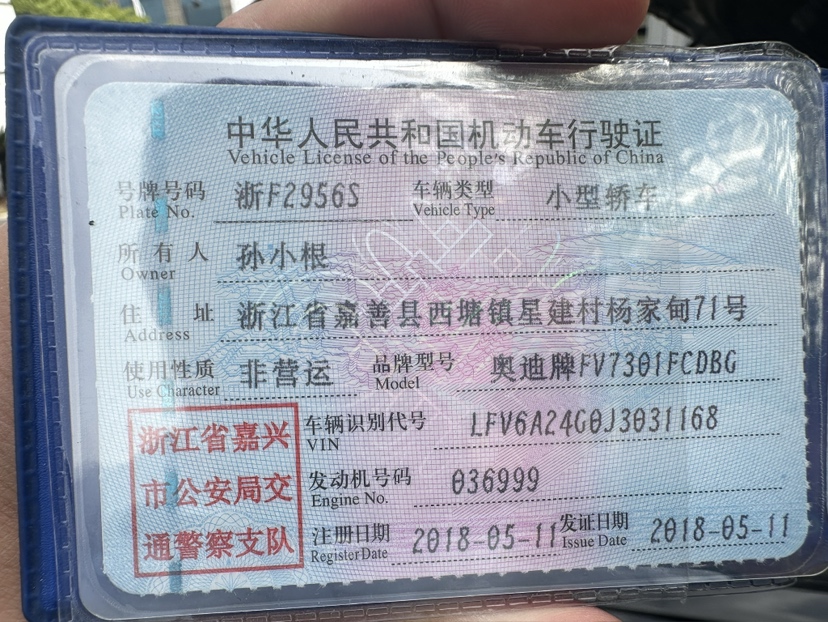 中华人民共和国机动车行驶证
Vehicle License of the People's Republic of China
号牌号码 浙F2956S 车辆类型 小型轿车
Plate No. Vehicle Type
所有人 孙小根
Owner
住址 浙江省嘉善县西塘镇星建村杨家甸71号
Address
使用性质 非营运 品牌型号 奥迪牌FV7301FCDBG
Use Character Model
浙江省嘉兴
市公安局交
通警察支队
车辆识别代号 LFV6A24G0J3031168
VIN
发动机号码 036999
Engine No.
注册日期 2018-05-11 发证日期 2018-05-11
Register Date Issue Date